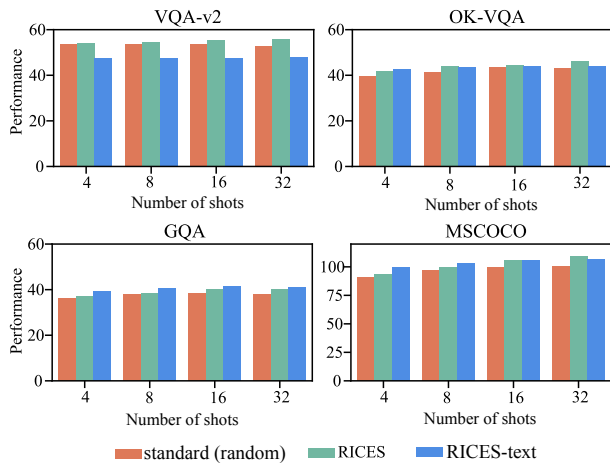 VQA-v2
OK-VQA
Performance
60
40
20
0
4 8 16 32
Number of shots
60
40
20
0
4 8 16 32
Number of shots
GQA
MSCOCO
Performance
60
40
20
0
4 8 16 32
Number of shots
100
75
50
25
0
4 8 16 32
Number of shots
standard (random) RICES RICES-text